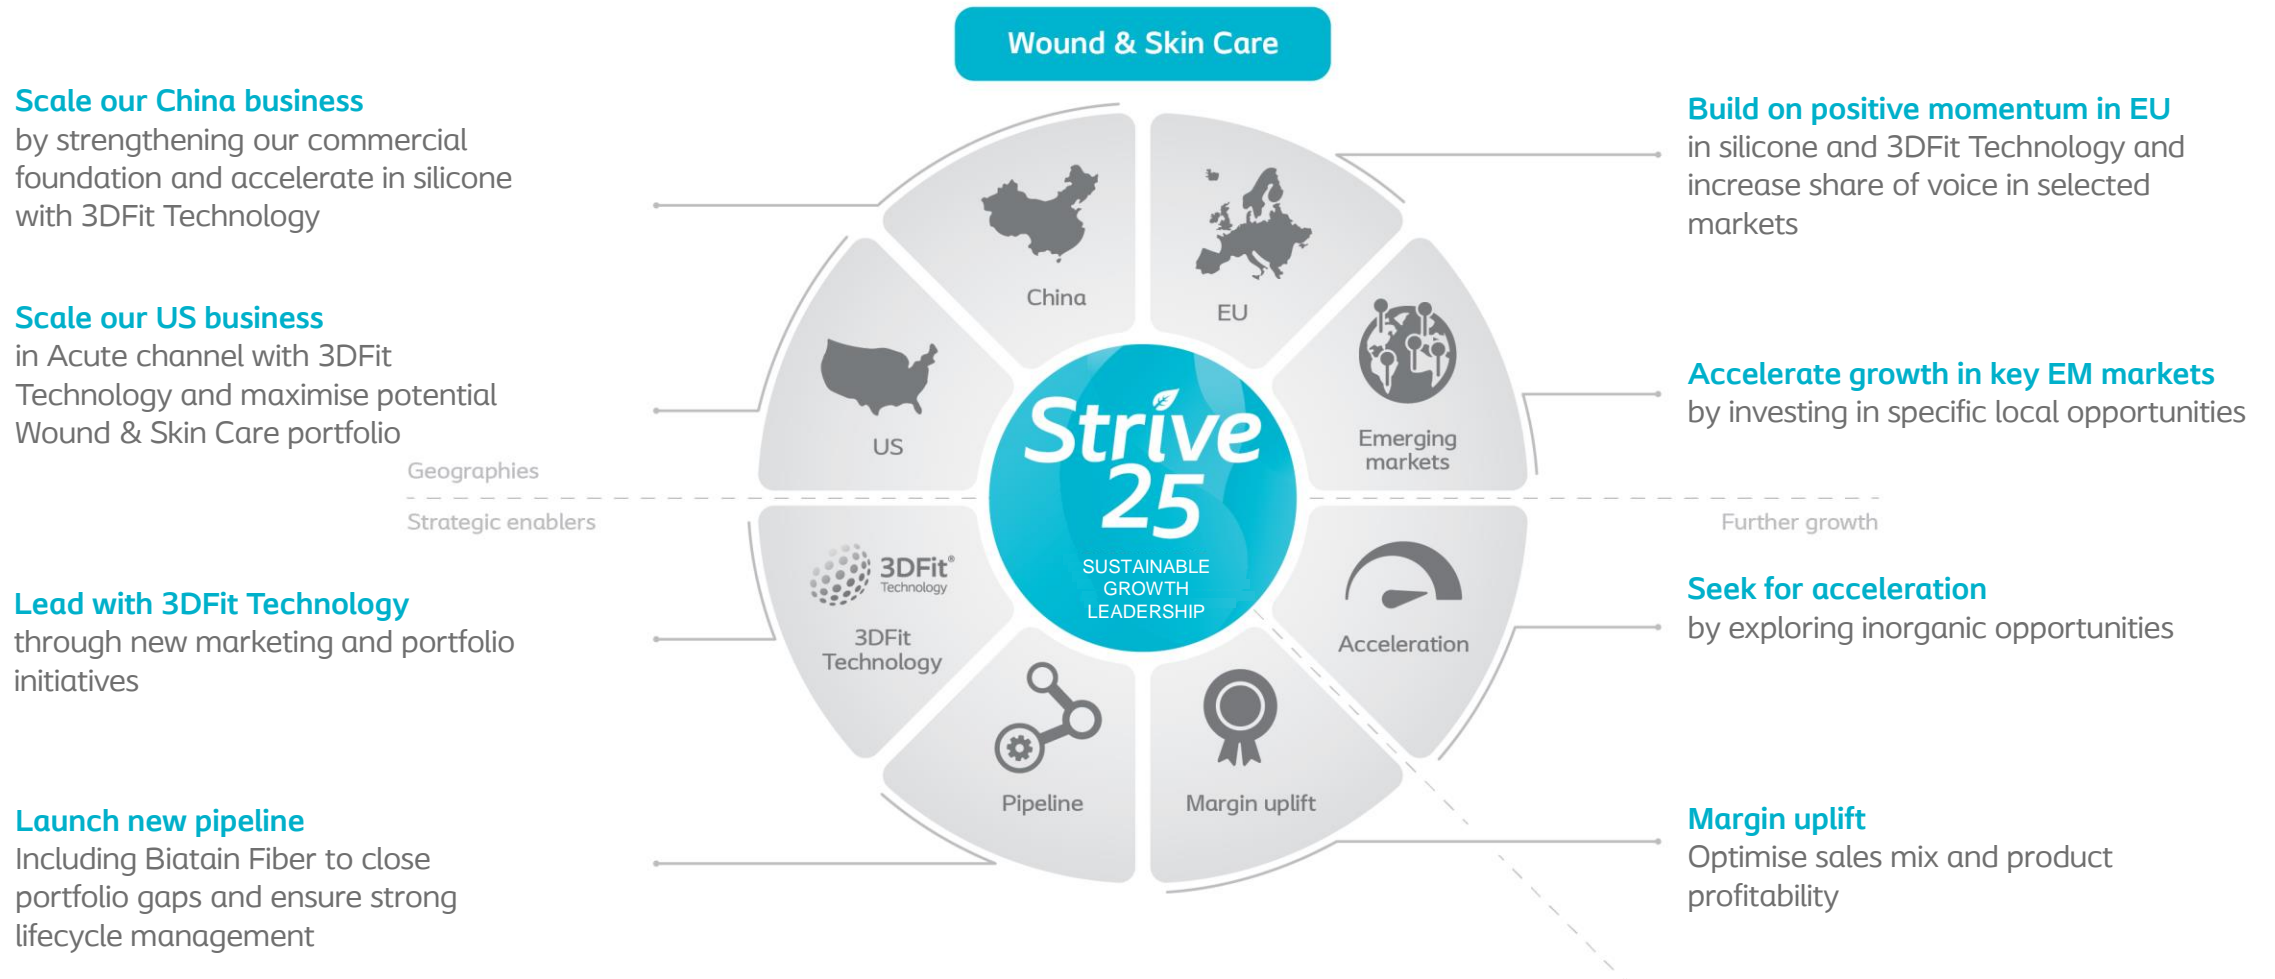 Wound & Skin Care
Scale our China business
by strengthening our commercial
foundation and accelerate in silicone
with 3DFit Technology
Scale our US business
in Acute channel with 3DFit
Technology and maximise potential
Wound & Skin Care portfolio
Geographies
Strategic enablers
Lead with 3DFit Technology
through new marketing and portfolio
initiatives
Launch new pipeline
Including Biatain Fiber to close
portfolio gaps and ensure strong
lifecycle management
China
EU
US
Emerging
markets
Strive
25
SUSTAINABLE
GROWTH
LEADERSHIP
3DFit®
Technology
3DFit
Technology
Acceleration
Pipeline
Margin uplift
Build on positive momentum in EU
in silicone and 3DFit Technology and
increase share of voice in selected
markets
Accelerate growth in key EM markets
by investing in specific local opportunities
Further growth
Seek for acceleration
by exploring inorganic opportunities
Margin uplift
Optimise sales mix and product
profitability